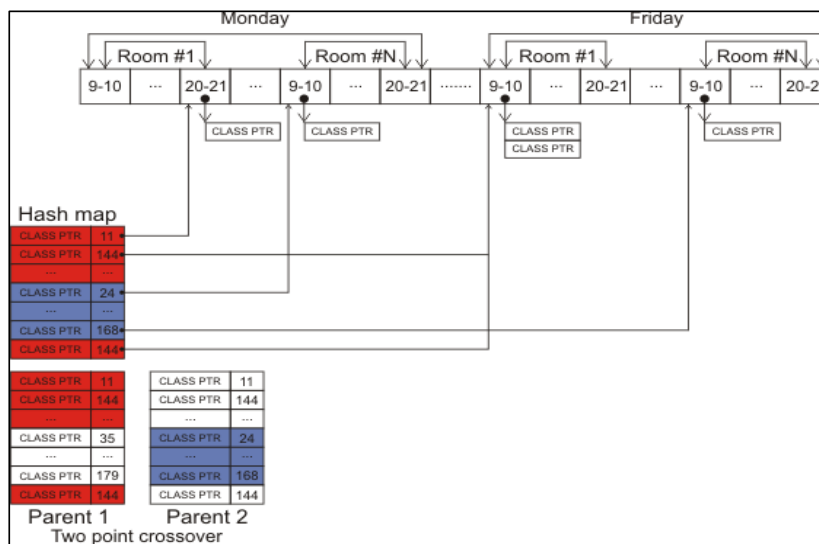 Monday Friday
Room #1 Room #N Room #1 Room #N
9-10 ... 20-21 ... 9-10 ... 20-21 ....... 9-10 ... 20-21 ... 9-10 ... 20-2
CLASS PTR CLASS PTR CLASS PTR CLASS PTR
CLASS PTR
Hash map
CLASS PTR 11
CLASS PTR 144
... ...
CLASS PTR 24
... ...
CLASS PTR 168
CLASS PTR 144
CLASS PTR 11 CLASS PTR 11
CLASS PTR 144 CLASS PTR 144
... ... ... ...
CLASS PTR 35 CLASS PTR 24
... ... ... ...
CLASS PTR 179 CLASS PTR 168
CLASS PTR 144 CLASS PTR 144
Parent 1 Parent 2
Two point crossover